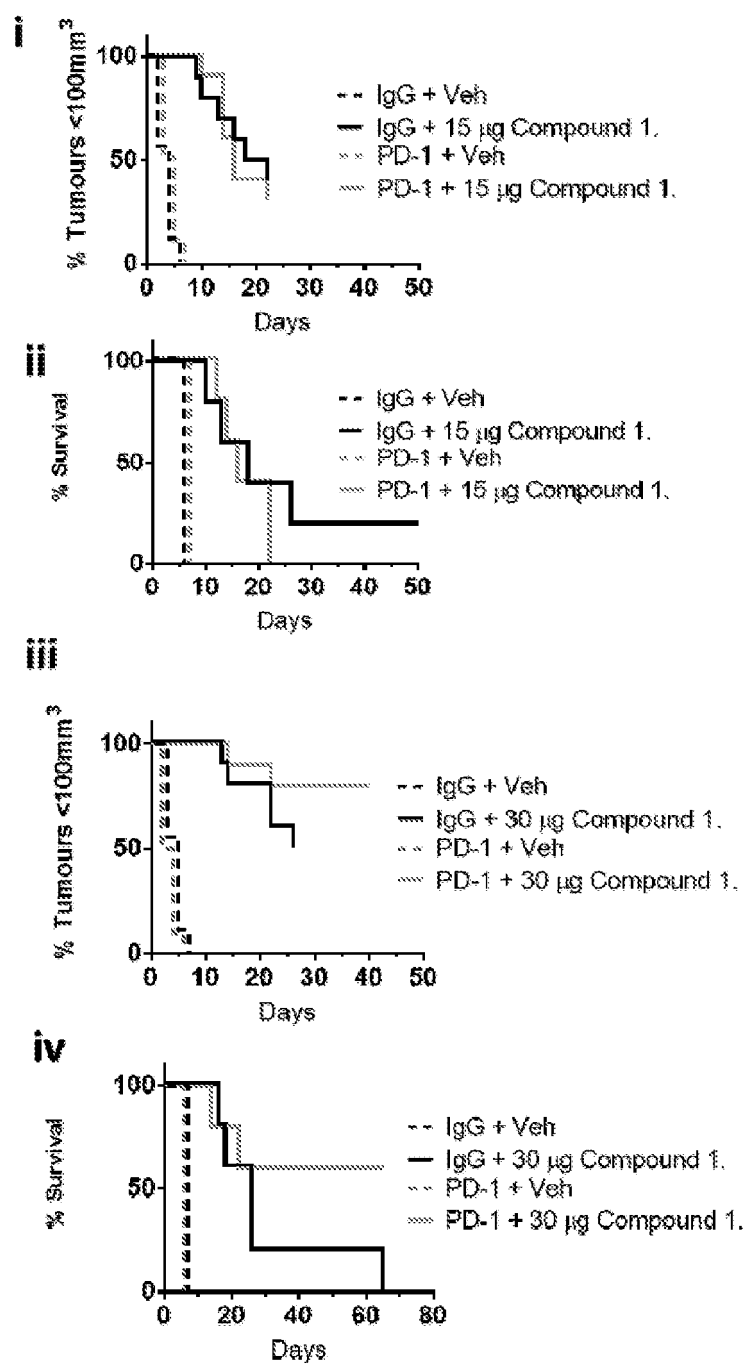 i
% Tumours <100mm³
100
50
0
0 10 20 30 40 50
Days
IgG + Veh
IgG + 15 µg Compound 1.
PD-1 + Veh
PD-1 + 15 µg Compound 1.
ii
% Survival
100
50
0
0 10 20 30 40 50
Days
IgG + Veh
IgG + 15 µg Compound 1.
PD-1 + Veh
PD-1 + 15 µg Compound 1.
iii
% Tumours <100mm³
100
50
0
0 10 20 30 40 50
Days
IgG + Veh
IgG + 30 µg Compound 1.
PD-1 + Veh
PD-1 + 30 µg Compound 1.
iv
% Survival
100
50
0
0 20 40 60 80
Days
IgG + Veh
IgG + 30 µg Compound 1.
PD-1 + Veh
PD-1 + 30 µg Compound 1.